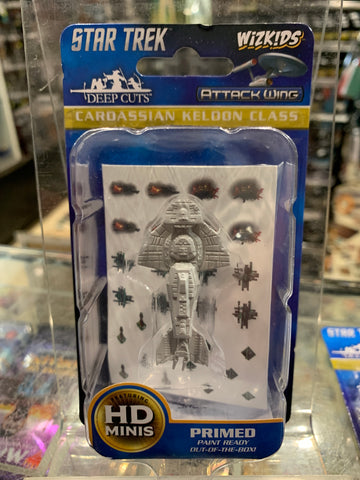 STAR TREK
WIZKIDS
DEEP CUTS
ATTACK WING
CARDASSIAN KELDON CLASS
FEATURING
HD
MINIS
PRIMED
PAINT READY
OUT-OF-THE-BOX!